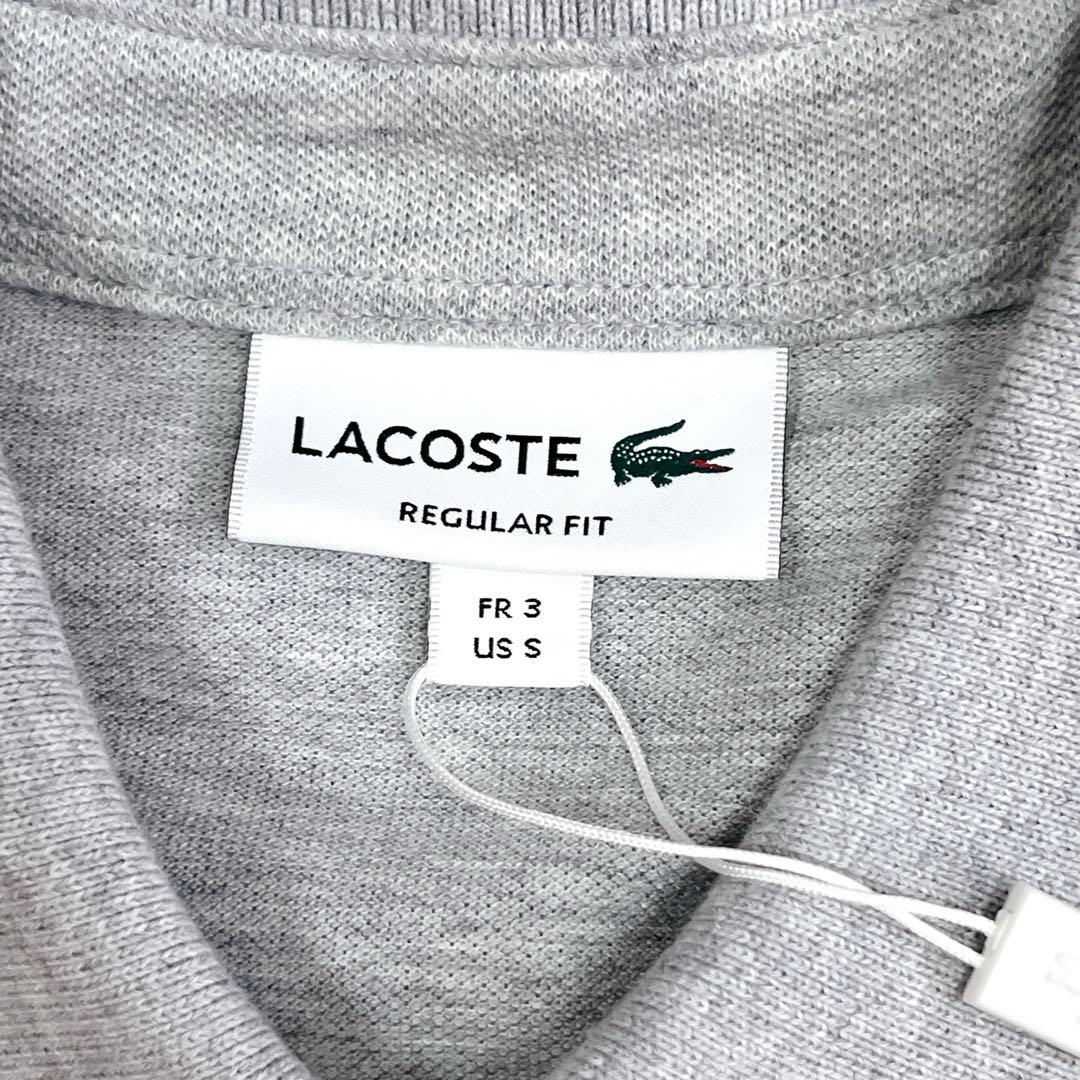 LACOSTE
REGULAR FIT
FR 3
US S